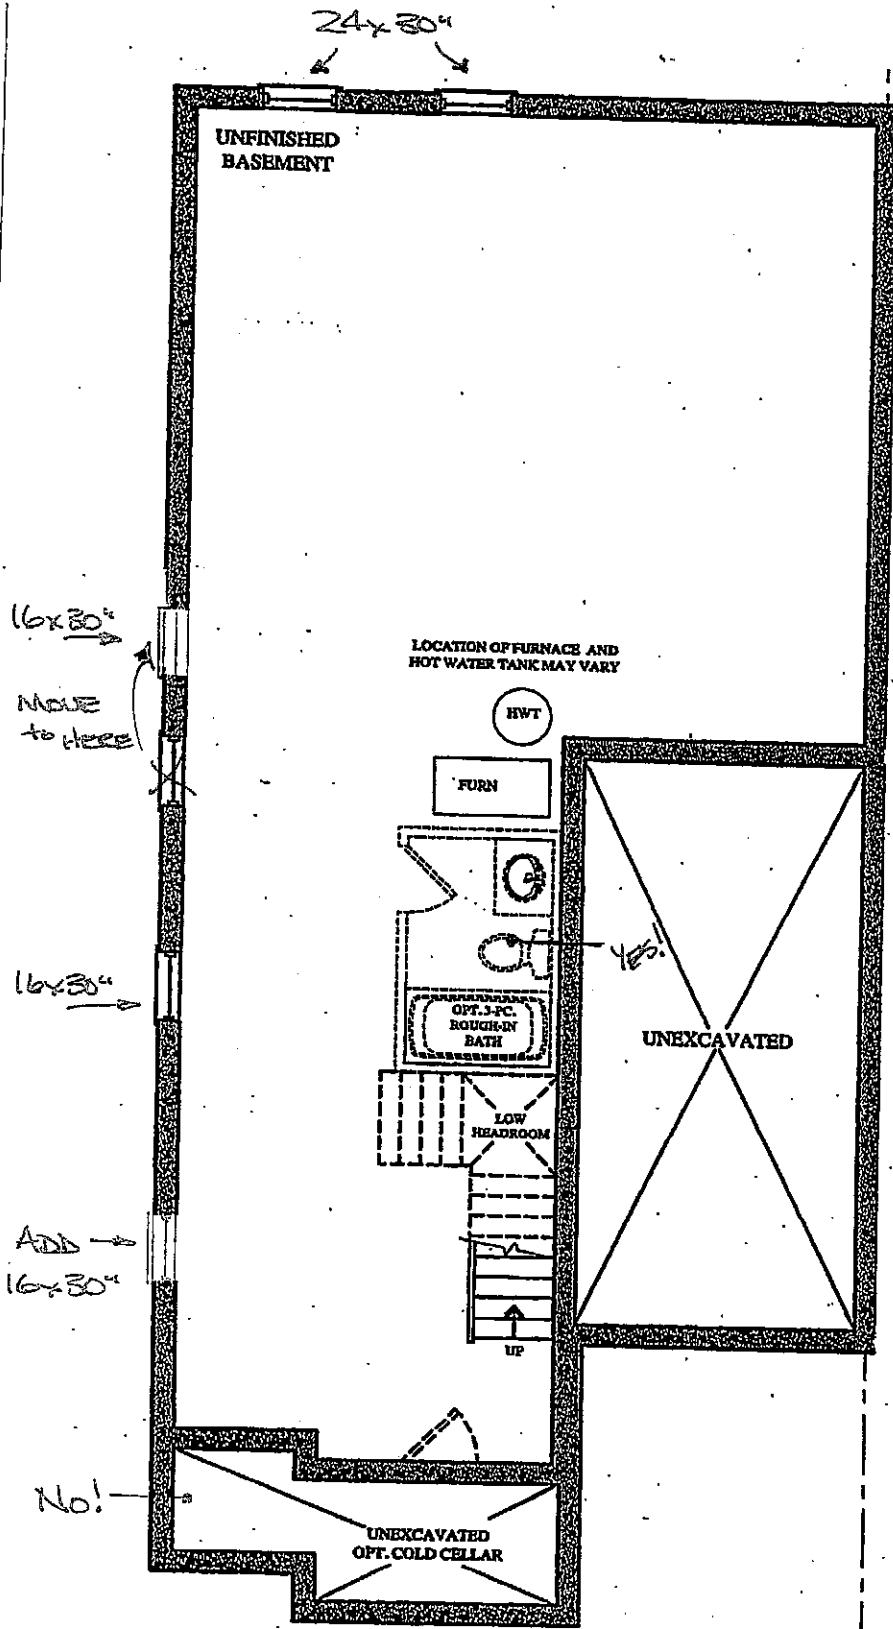 24x30"
UNFINISHED
BASEMENT
16x30"
LOCATION OF FURNACE AND
HOT WATER TANK MAY VARY
MOVE
to HERE
HWT
FURN
YES!
16x30"
OPT. 3-PC.
ROUGH-IN
BATH
UNEXCAVATED
LOW
HEADROOM
ADD
16x30"
UP
No!
UNEXCAVATED
OPT. COLD CELLAR